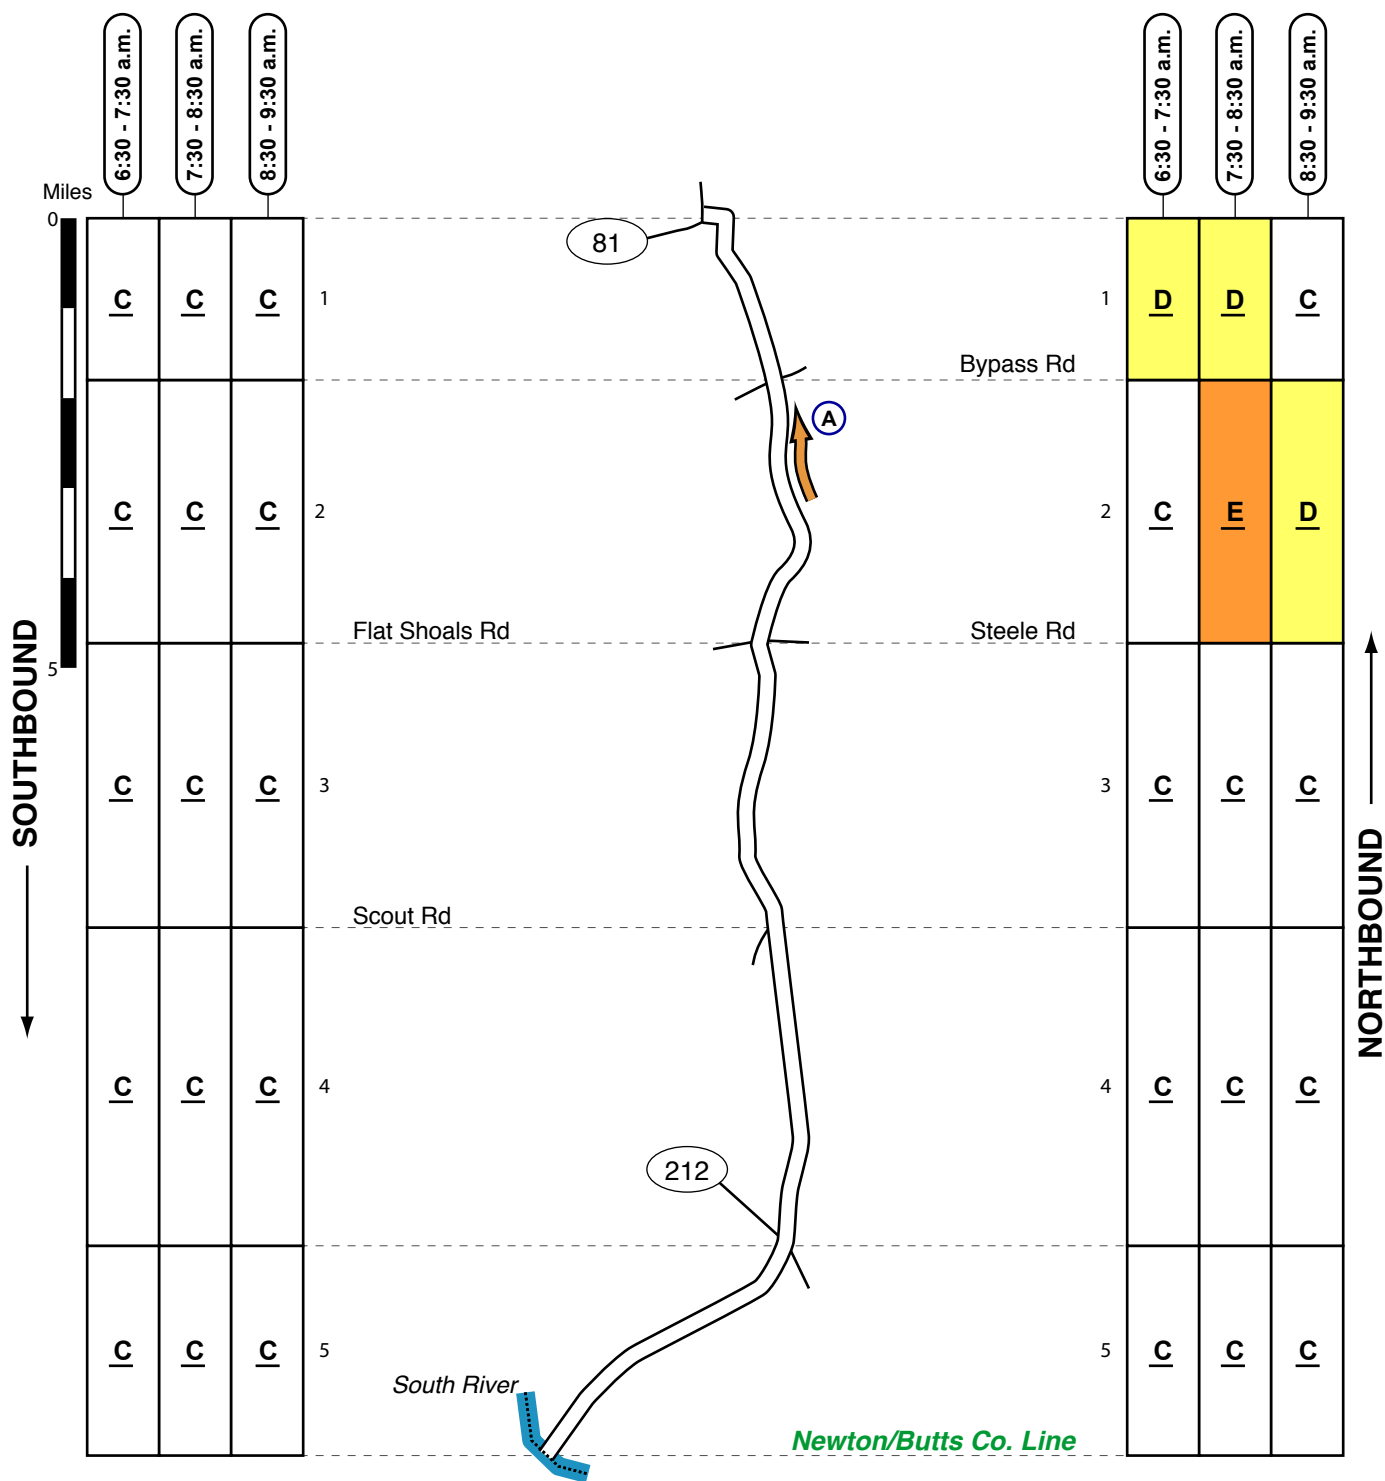 6:30 - 7:30 a.m.
7:30 - 8:30 a.m.
8:30 - 9:30 a.m.
6:30 - 7:30 a.m.
7:30 - 8:30 a.m.
8:30 - 9:30 a.m.
Miles
0
81
C C C 1
1 D D C
Bypass Rd
A
C C C 2
2 C E D
Flat Shoals Rd
Steele Rd
5
SOUTHBOUND
C C C 3
3 C C C
NORTHBOUND
Scout Rd
C C C 4
4 C C C
212
C C C 5
5 C C C
South River
Newton/Butts Co. Line